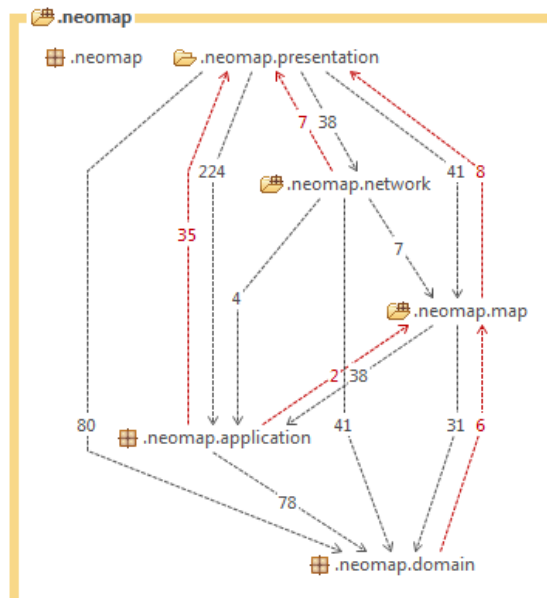 .neomap
.neomap .neomap.presentation
7 38
224 41 8
.neomap.network
35
7
4
.neomap.map
2 38
80 41 31 6
.neomap.application
78
.neomap.domain